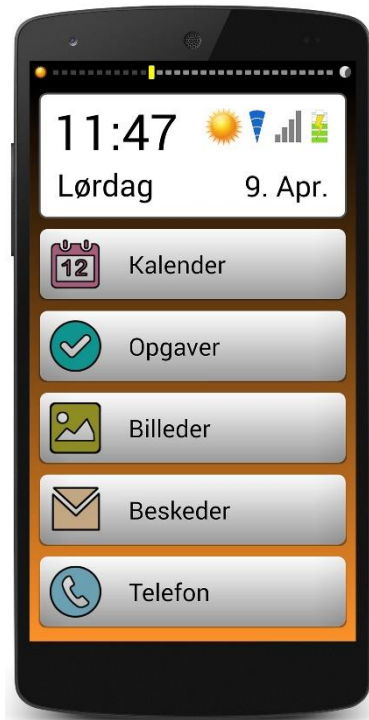 11:47
Lørdag 9. Apr.
12 Kalender
Opgaver
Billeder
Beskeder
Telefon